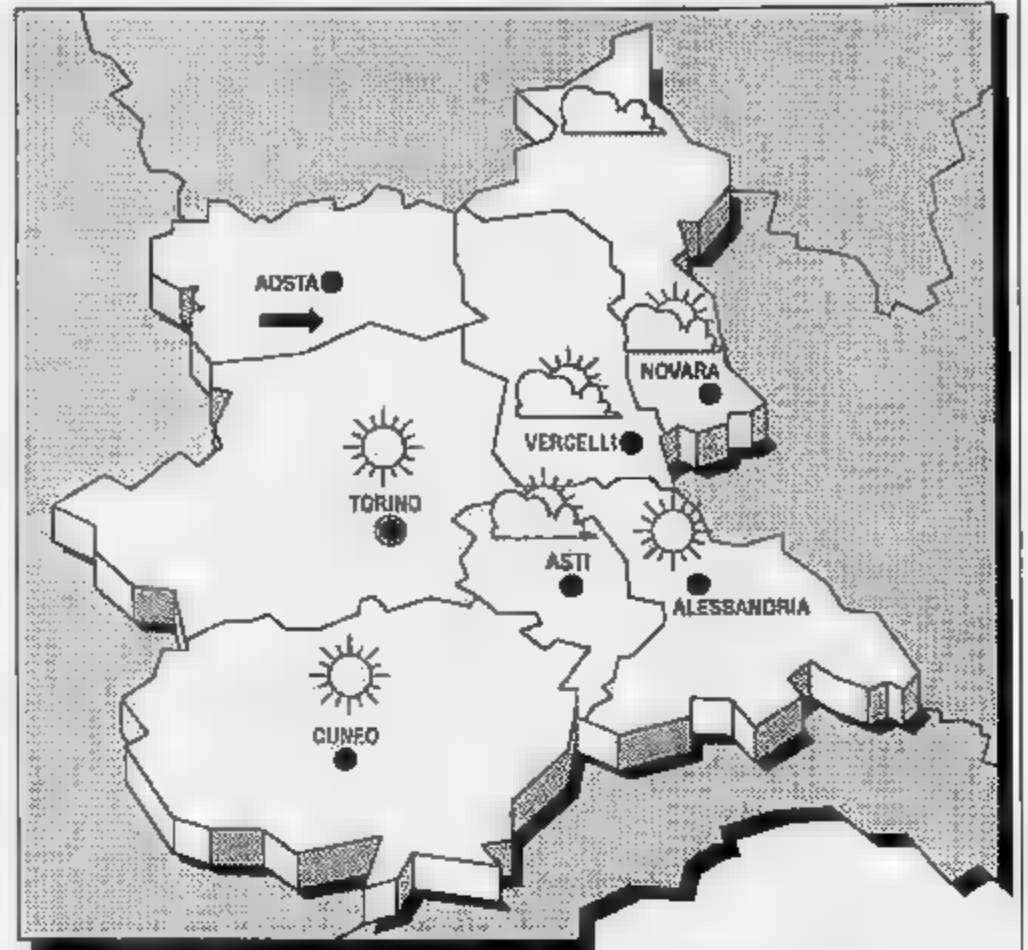 AOSTA
NOVARA
VERCELLI
TORINO
ASTI
ALESSANDRIA
CUNEO